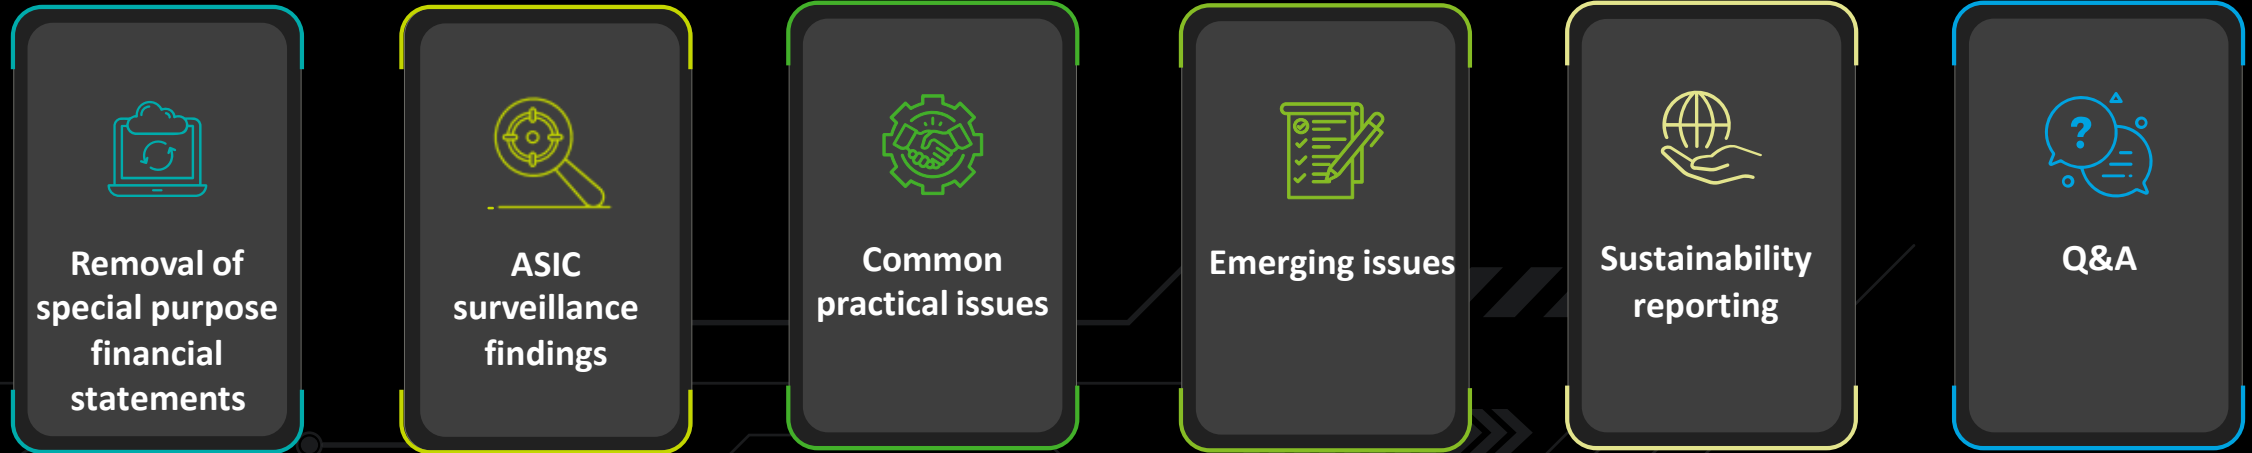 Removal of
special purpose
financial
statements
ASIC
surveillance
findings
Common
practical issues
Emerging issues
Sustainability
reporting
?
Q&A